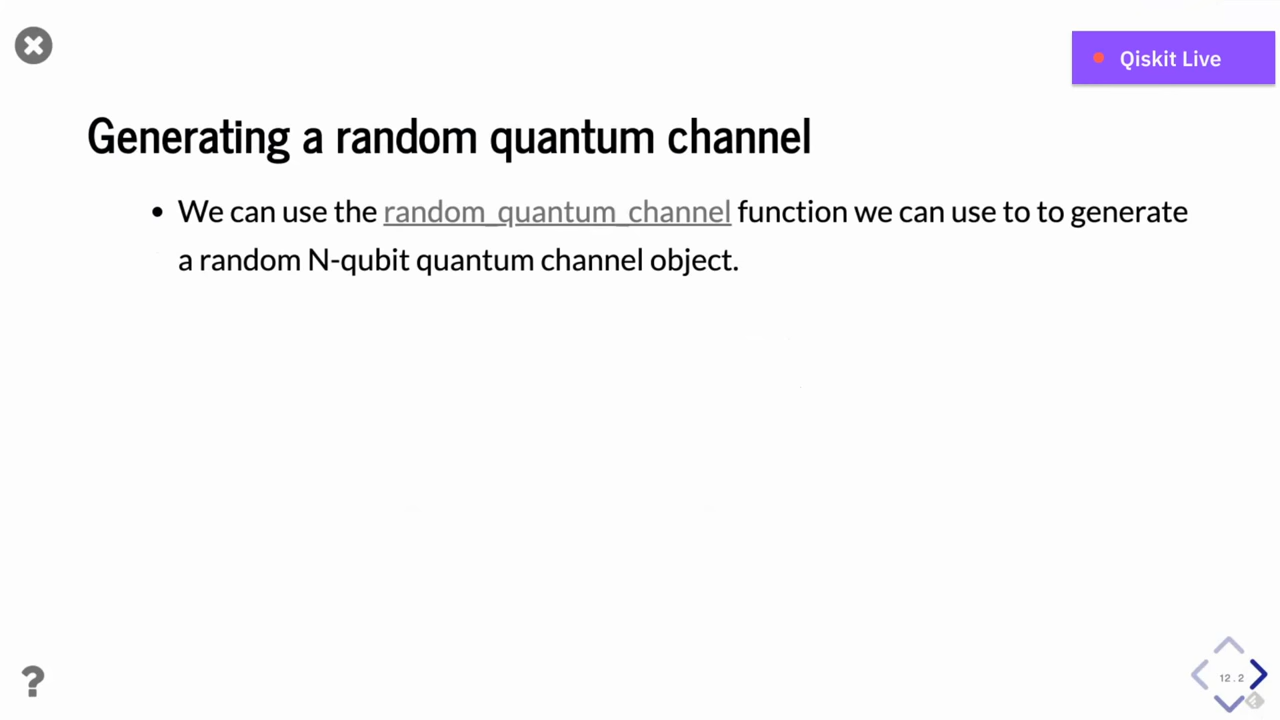 Qiskit Live
Generating a random quantum channel
• We can use the random_quantum_channel function we can use to to generate
a random N-qubit quantum channel object.
?
12.2